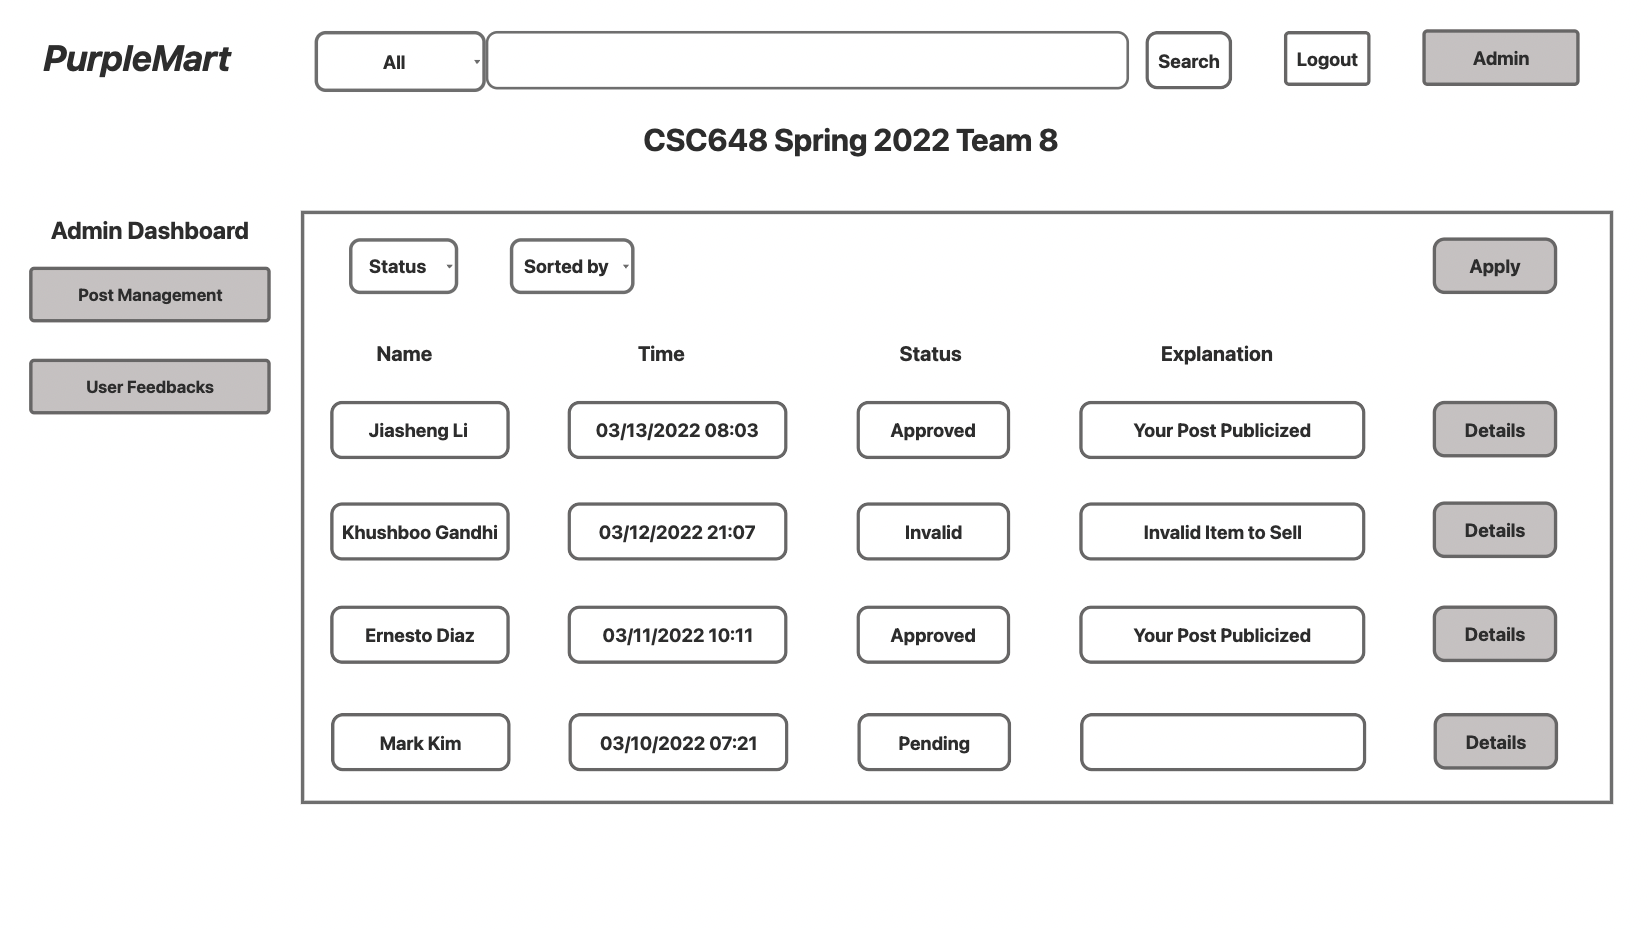 PurpleMart
All
Search
Logout
Admin
CSC648 Spring 2022 Team 8
Admin Dashboard
Post Management
User Feedbacks
Status
Sorted by
Apply
Name Time Status Explanation
Jiasheng Li 03/13/2022 08:03 Approved Your Post Publicized Details
Khushboo Gandhi 03/12/2022 21:07 Invalid Invalid Item to Sell Details
Ernesto Diaz 03/11/2022 10:11 Approved Your Post Publicized Details
Mark Kim 03/10/2022 07:21 Pending Details